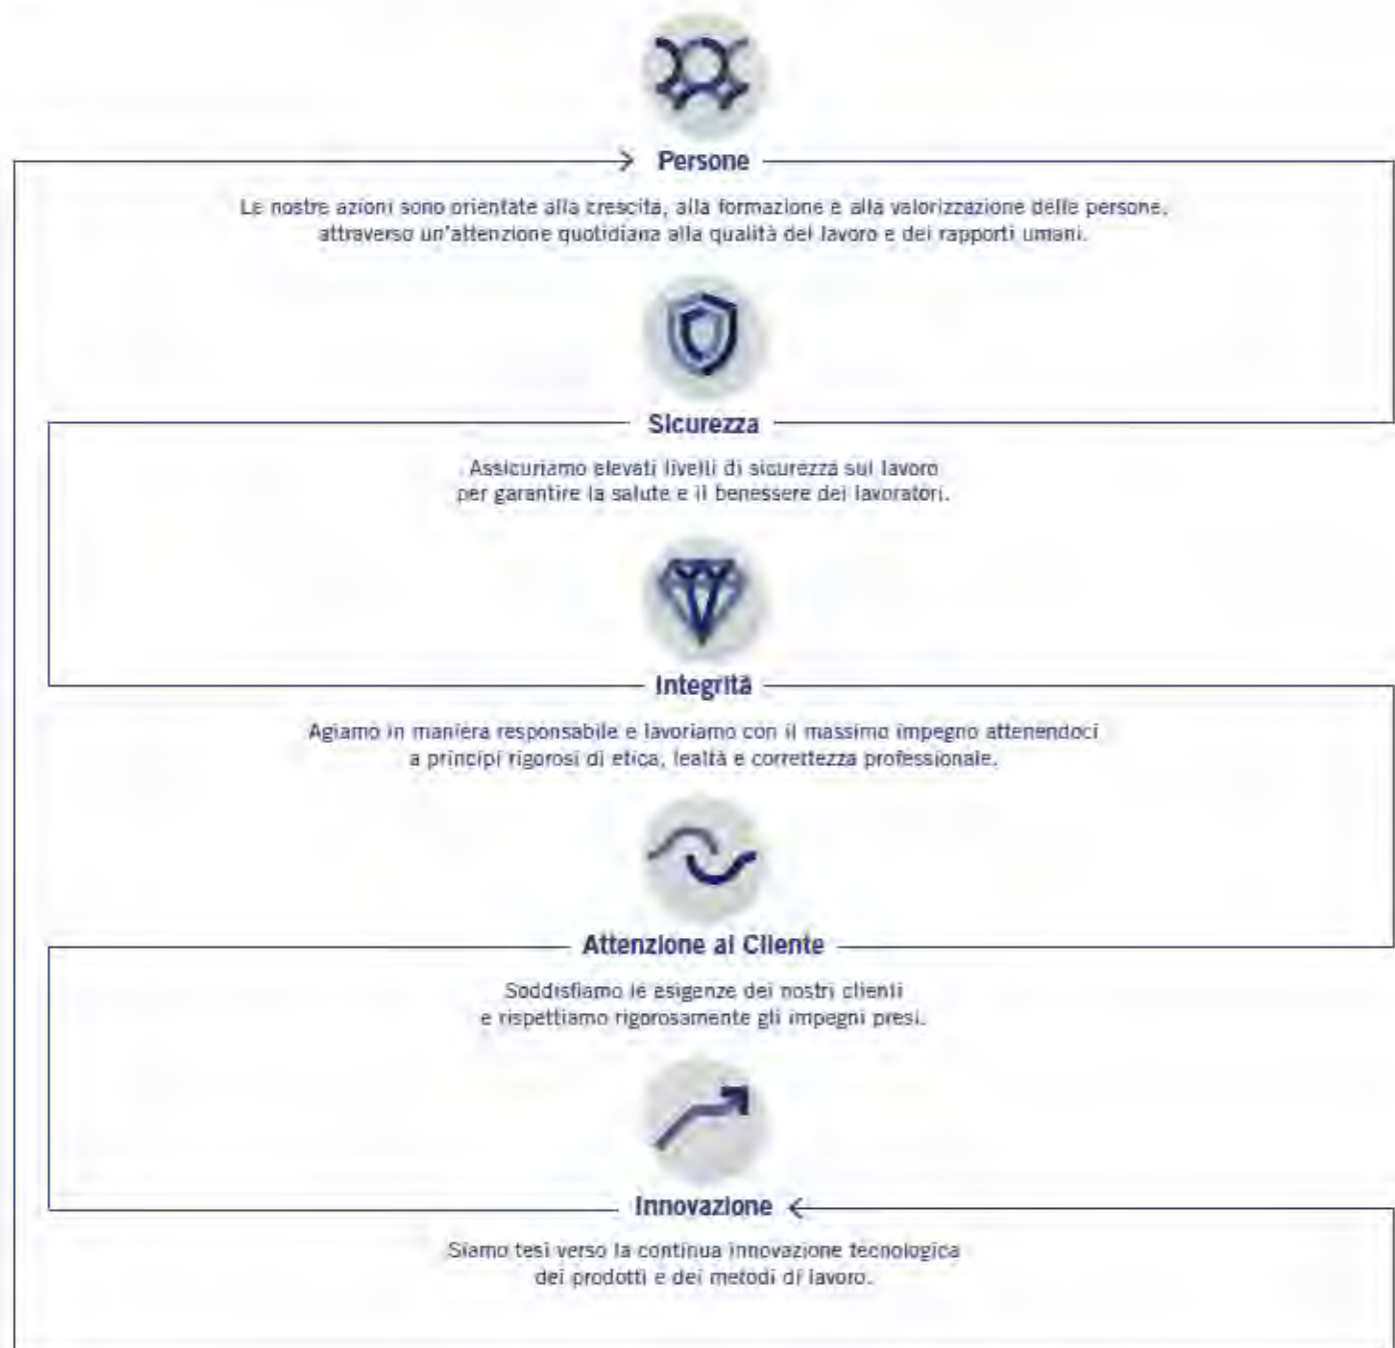 Persone
Le nostre azioni sono orientate alla crescita, alla formazione e alla valorizzazione delle persone,
attraverso un'attenzione quotidiana alla qualità del lavoro e dei rapporti umani.
Sicurezza
Assicuriamo elevati livelli di sicurezza sul lavoro
per garantire la salute e il benessere dei lavoratori.
Integrità
Agiamo in maniera responsabile e lavoriamo con il massimo impegno attenendoci
a principi rigorosi di etica, lealtà e correttezza professionale.
Attenzione al Cliente
Soddisfiamo le esigenze dei nostri clienti
e rispettiamo rigorosamente gli impegni presi.
Innovazione
Siamo tesi verso la continua innovazione tecnologica
dei prodotti e dei metodi di lavoro.